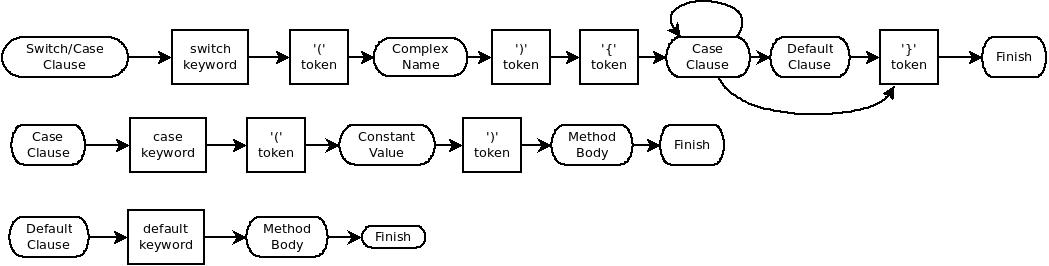 Switch/Case
Clause
switch
keyword
'('
token
Complex
Name
')'
token
'{'
token
Case
Clause
Default
Clause
'}'
token
Finish
Case
Clause
case
keyword
'('
token
Constant
Value
')'
token
Method
Body
Finish
Default
Clause
default
keyword
Method
Body
Finish